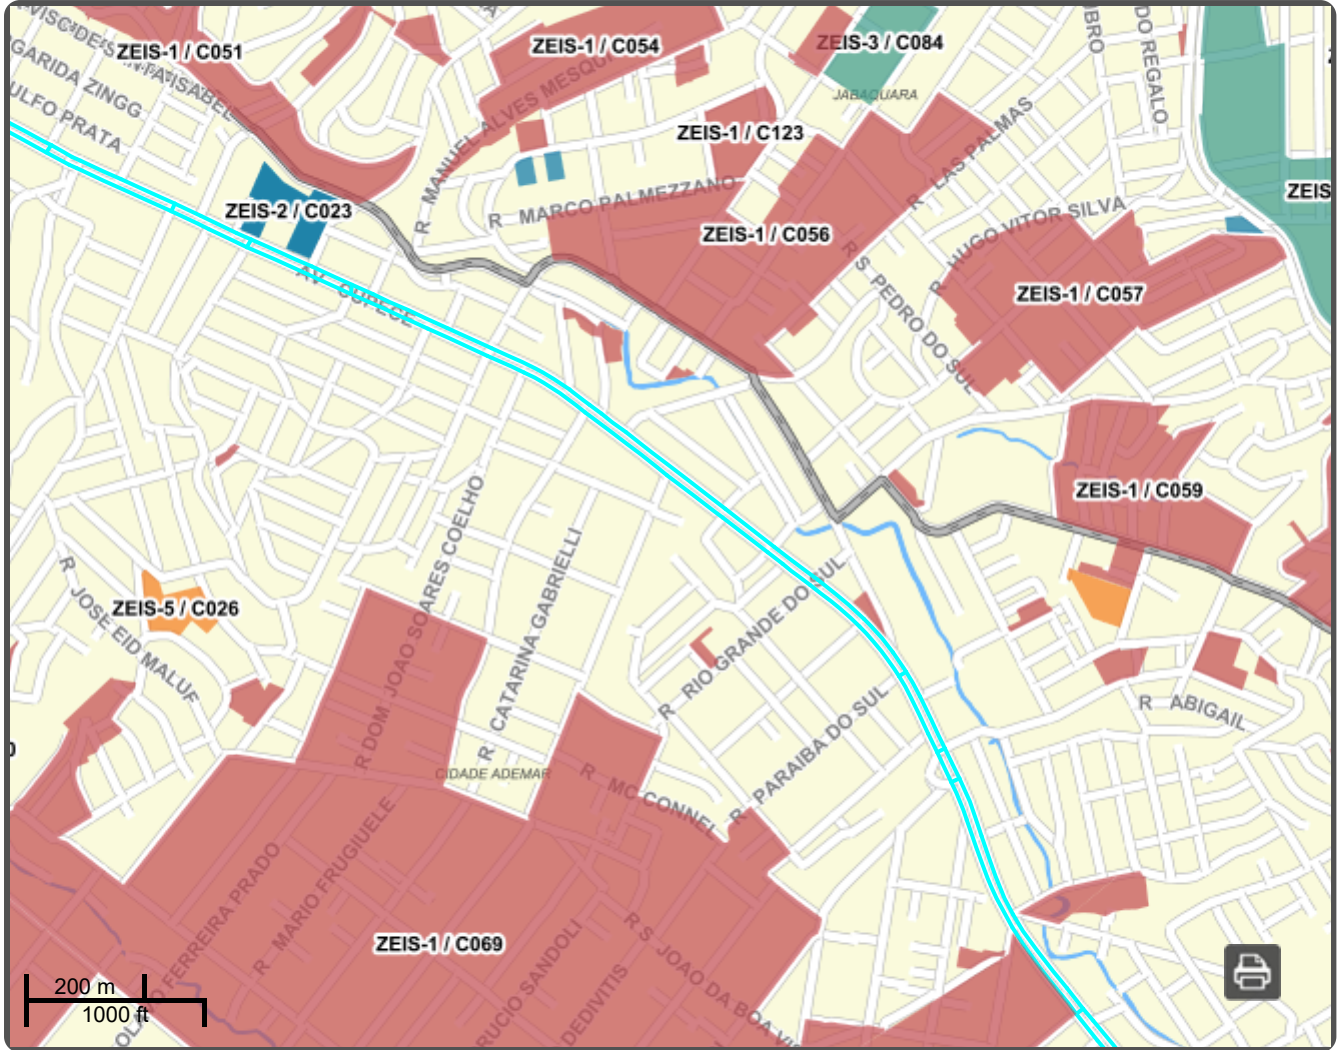 ZEIS-1 / C051
ZEIS-1 / C054
ZEIS-3 / C084
JABAQUARA
DO REGALO
GARIDA ZINGG
ULFO PRATA
R MANUEL ALVES MESQUI
ZEIS-1 / C123
R LAS PALMAS
R MARCO PALMEZZANO
ZEIS
ZEIS-2 / C023
ZEIS-1 / C056
R HUGO VITOR SILVA
AV CUPECE
R S PEDRO DO SUL
ZEIS-1 / C057
ZEIS-1 / C059
R DOM JOAO SOARES COELHO
R CATARINA GABRIELLI
R JOSE EID MALUF
ZEIS-5 / C026
R RIO GRANDE DO SUL
R PARAIBA DO SUL
R ABIGAIL
CIDADE ADEMAR
R MC CONNEL
FERREIRA PRADO
R MARIO FRUGIUELE
ZEIS-1 / C069
RUCIO SANDOLI
DEDIVITIS
R S JOAO DA BOA VIS
200 m
1000 ft